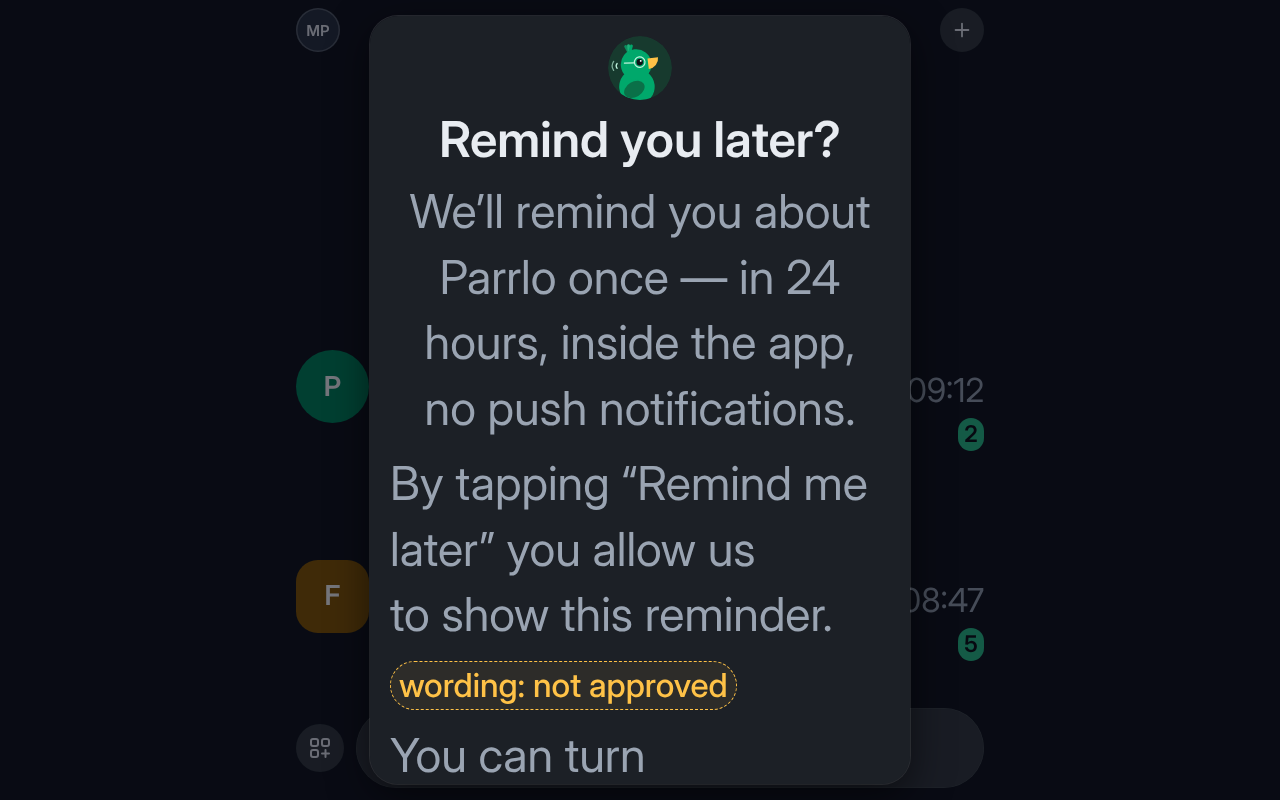 MP
Remind you later?
We’ll remind you about
Parrlo once — in 24
hours, inside the app,
no push notifications.
By tapping “Remind me
later” you allow us
to show this reminder.
wording: not approved
You can turn
P
09:12
2
F
08:47
5